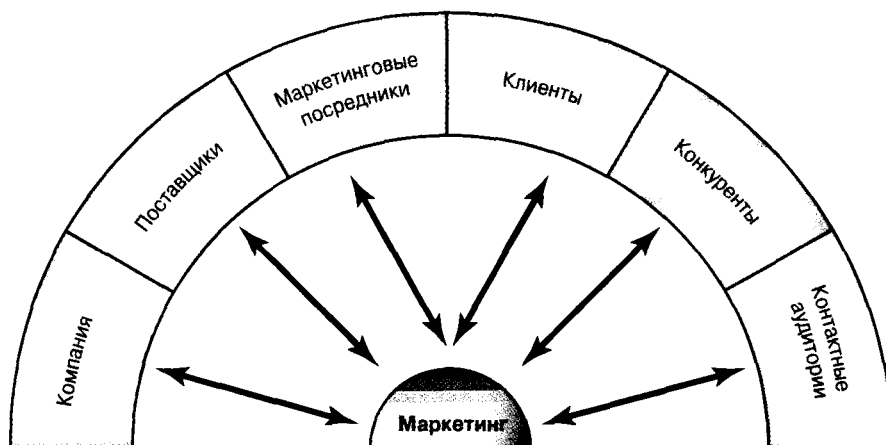 Компания
Поставщики
Маркетинговые
посредники
Клиенты
Конкуренты
Контактные
аудитории
Маркетинг